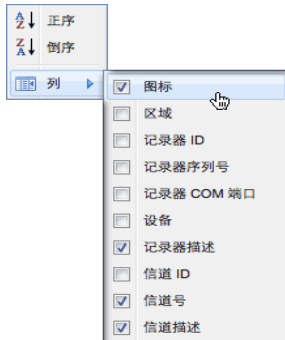 正序
倒序
列
图标
区域
记录器 ID
记录器序列号
记录器 COM 端口
设备
记录器描述
信道 ID
信道号
信道描述